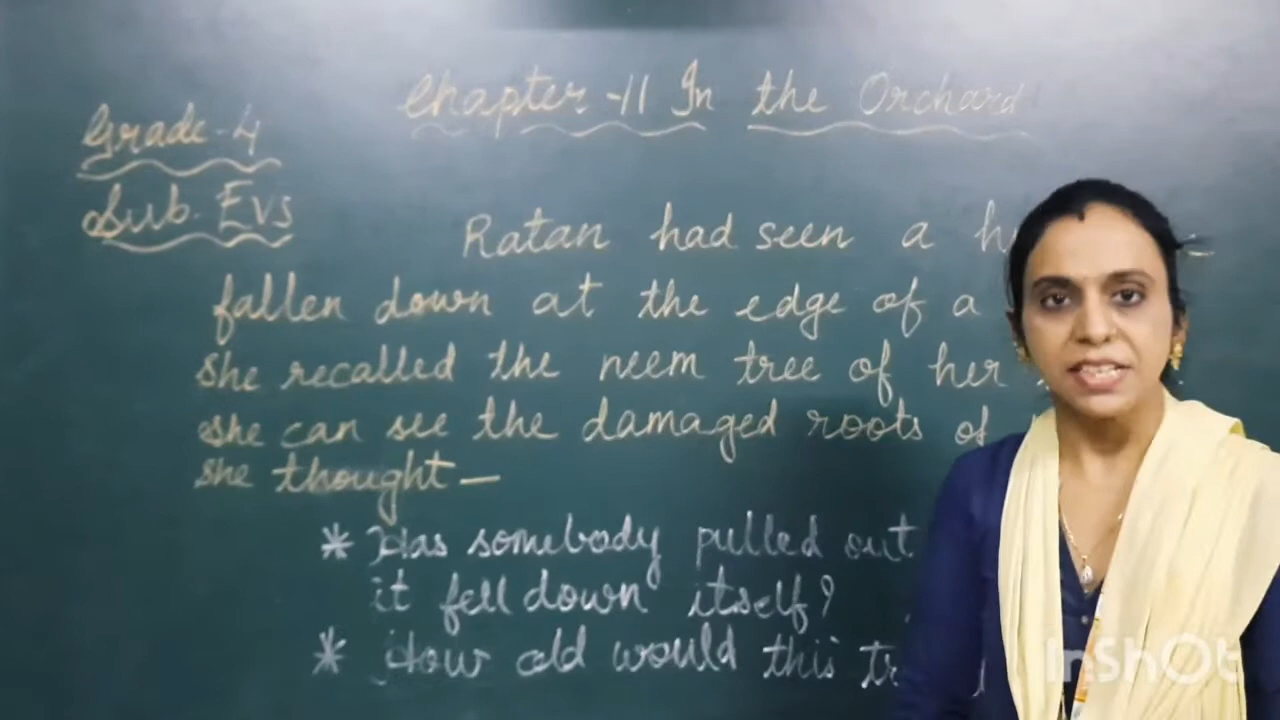 Chapter -11 In the Orchard
Grade-4
Sub. Evs
Ratan had seen a
fallen down at the edge of a
She recalled the neem tree of her
she can see the damaged roots of
she thought —
* Has somebody pulled out
it fell down itself?
* How old would this
InShOt